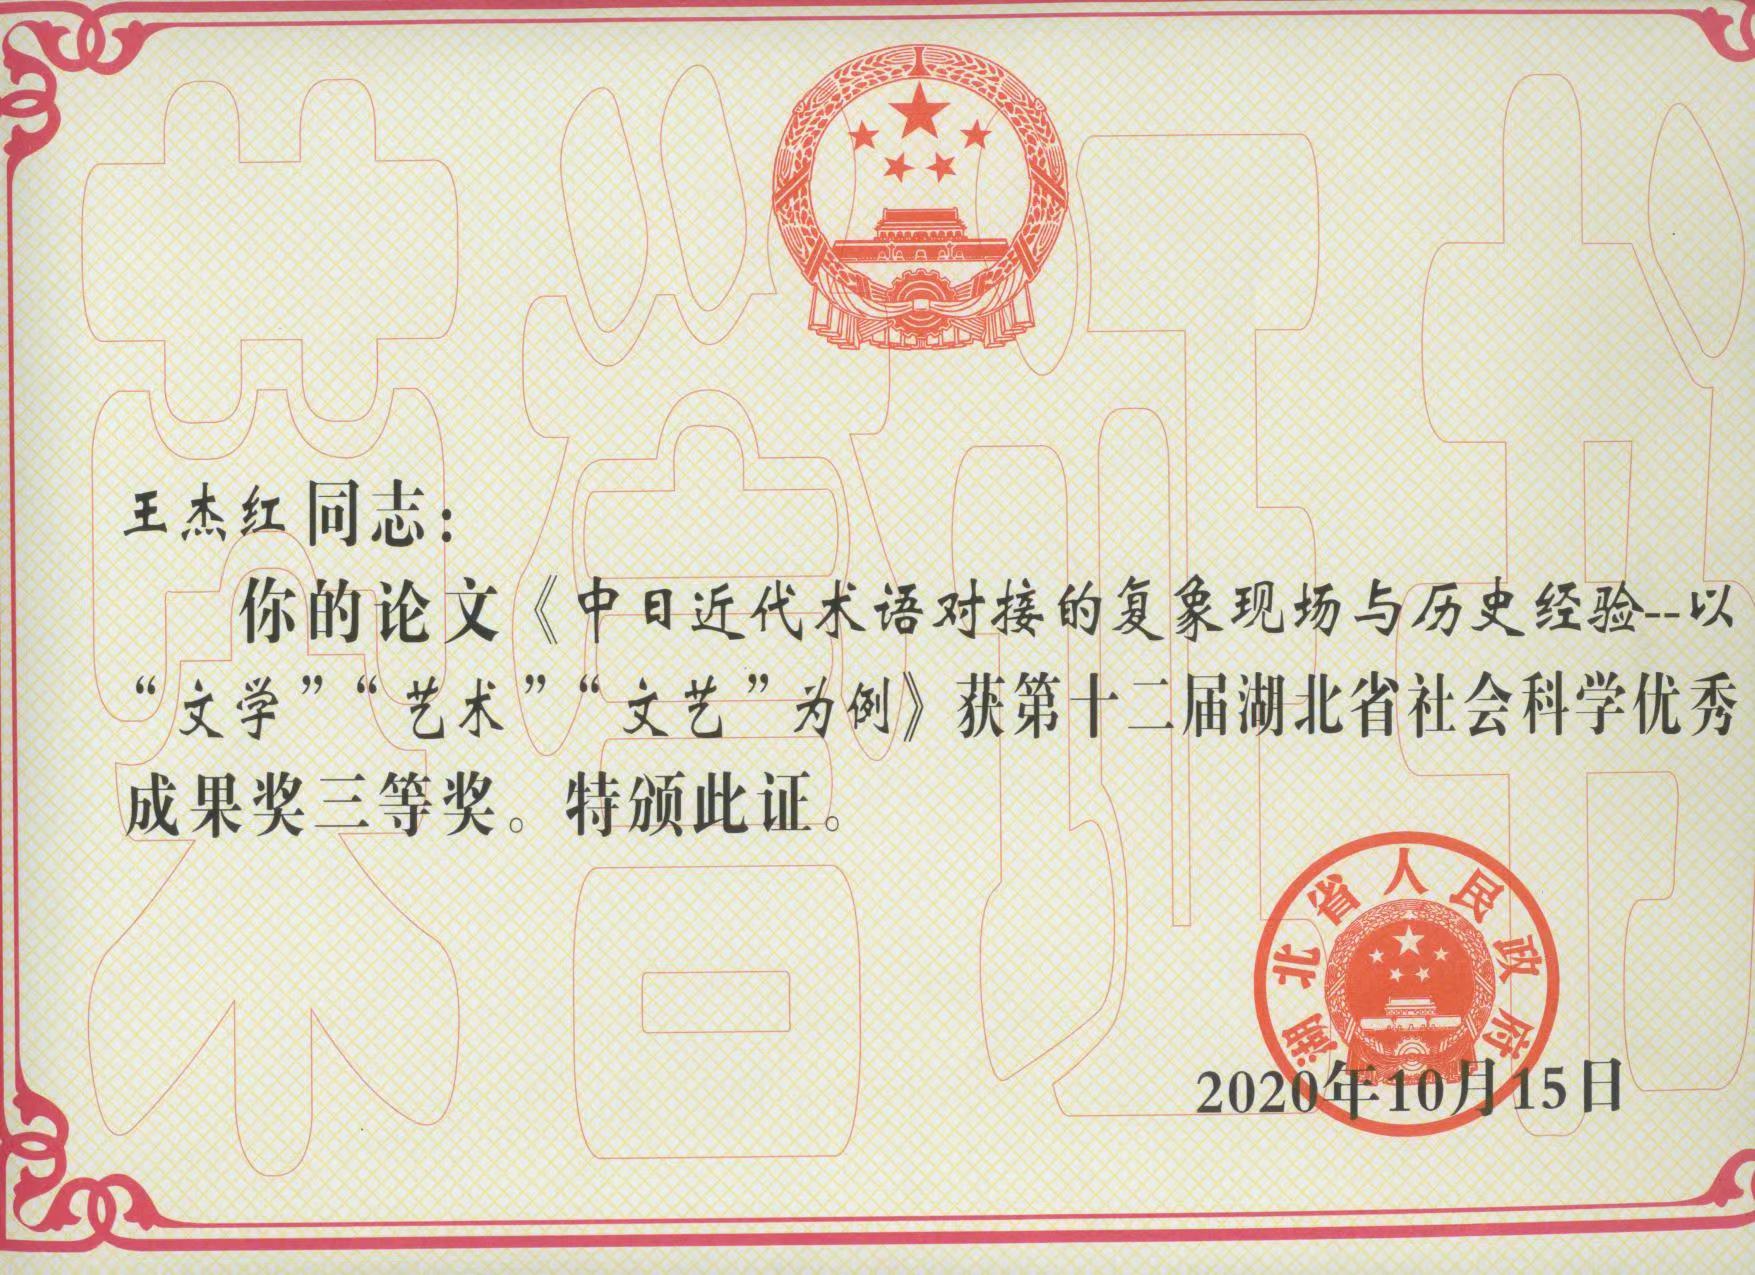 荣誉证书
王杰红同志：
你的论文《中日近代术语对接的复象现场与历史经验--以
“文学”“艺术”“文艺”为例》获第十二届湖北省社会科学优秀
成果奖三等奖。特颁此证。
湖北省人民政府
2020年10月15日